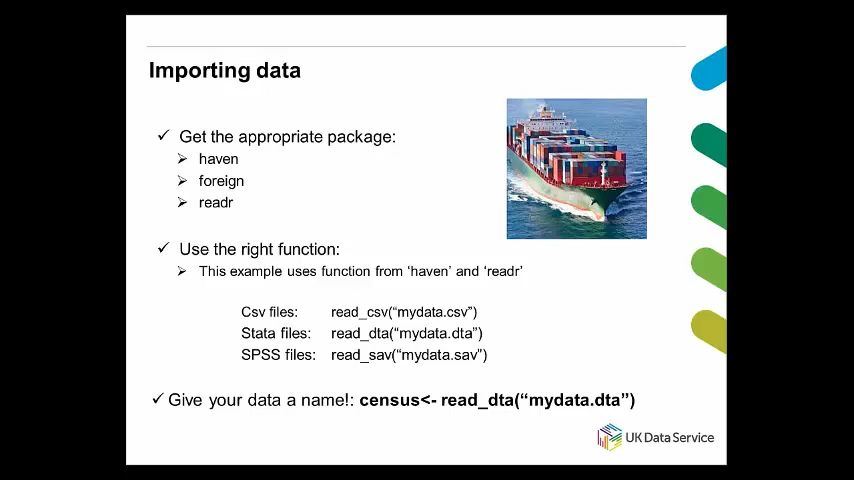 Importing data
✓ Get the appropriate package:
➢ haven
➢ foreign
➢ readr
✓ Use the right function:
➢ This example uses function from ‘haven’ and ‘readr’
Csv files: read_csv(“mydata.csv”)
Stata files: read_dta(“mydata.dta”)
SPSS files: read_sav(“mydata.sav”)
✓ Give your data a name!: census<- read_dta(“mydata.dta”)
UK Data Service